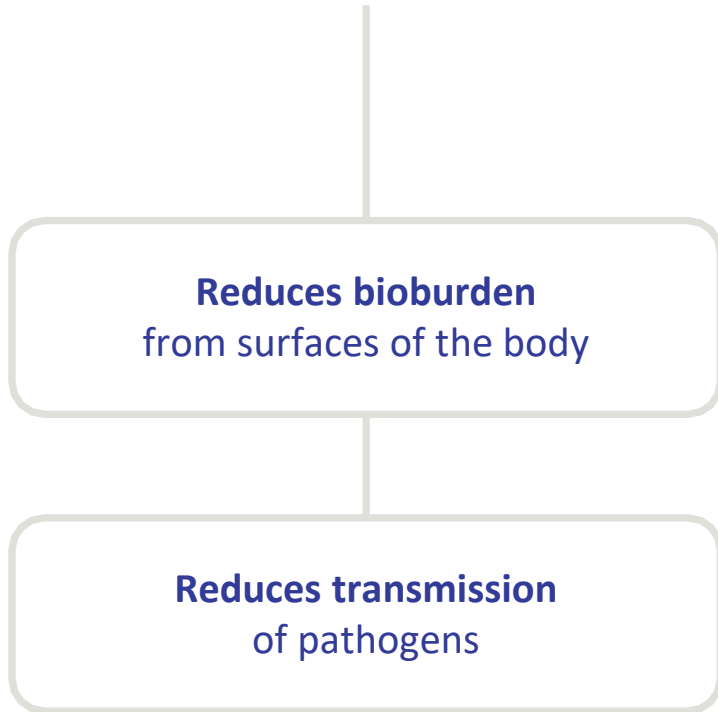 Reduces bioburden
from surfaces of the body
Reduces transmission
of pathogens